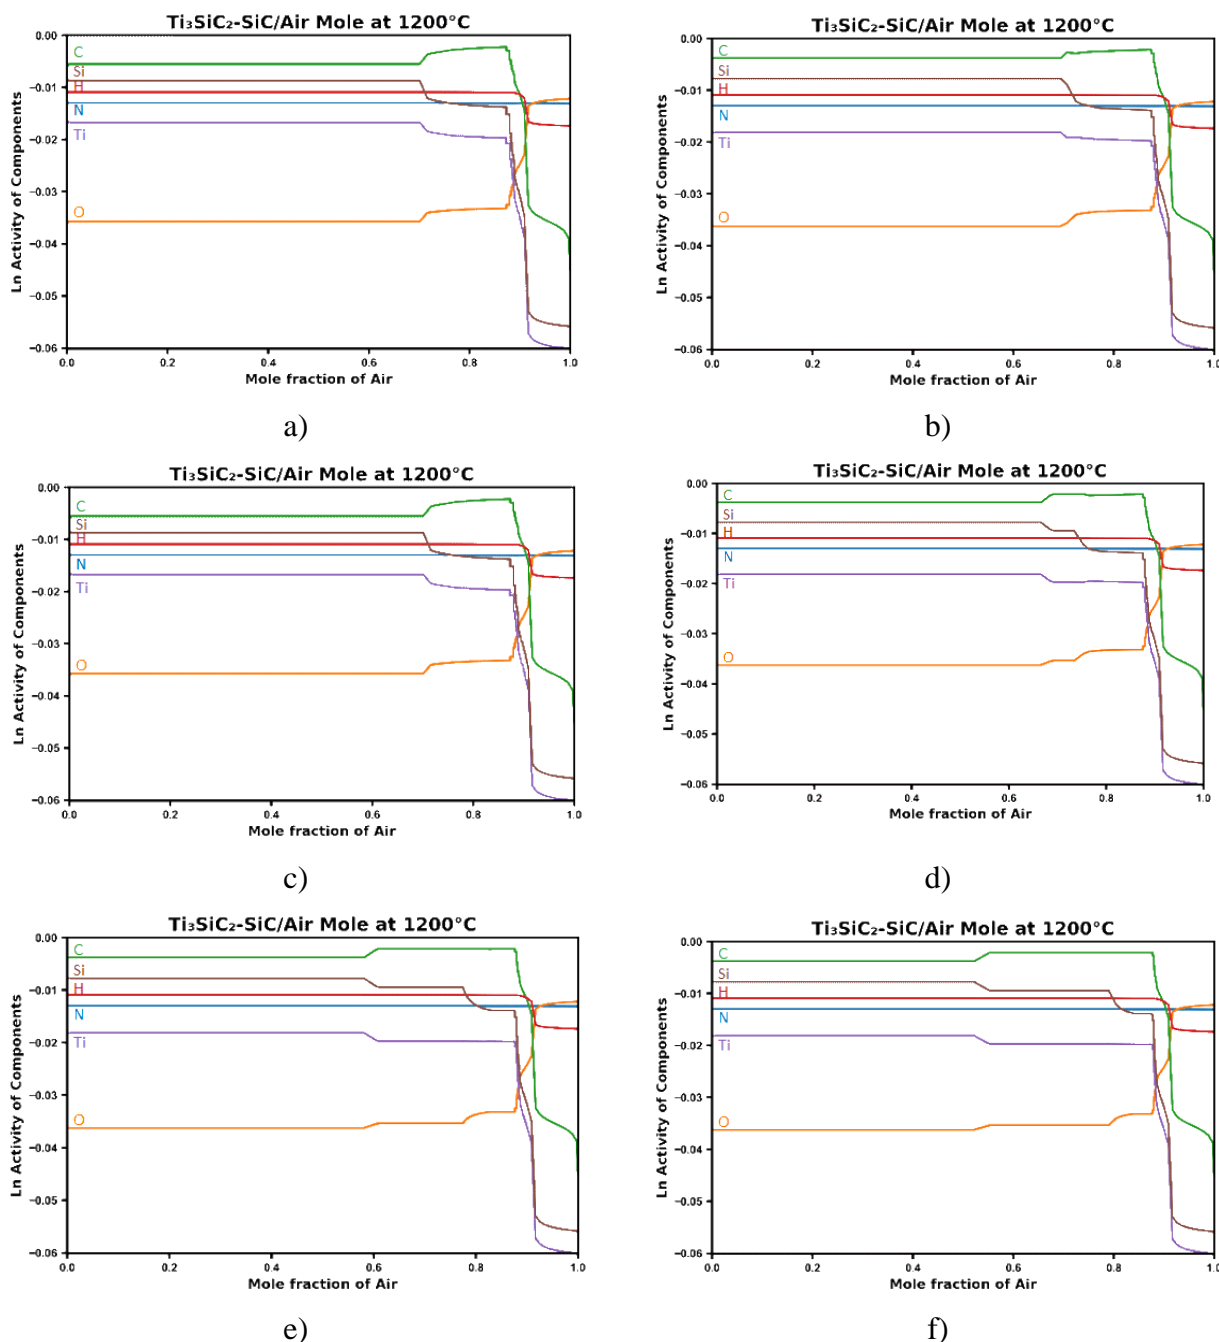 Ti₃SiC₂-SiC/Air Mole at 1200°C
Ln Activity of Components
0.00
−0.01
−0.02
−0.03
−0.04
−0.05
−0.06
C
Si
H
N
Ti
O
0.0 0.2 0.4 0.6 0.8 1.0
Mole fraction of Air
a)
Ti₃SiC₂-SiC/Air Mole at 1200°C
Ln Activity of Components
0.00
−0.01
−0.02
−0.03
−0.04
−0.05
−0.06
C
Si
H
N
Ti
O
0.0 0.2 0.4 0.6 0.8 1.0
Mole fraction of Air
b)
Ti₃SiC₂-SiC/Air Mole at 1200°C
Ln Activity of Components
0.00
−0.01
−0.02
−0.03
−0.04
−0.05
−0.06
C
Si
H
N
Ti
O
0.0 0.2 0.4 0.6 0.8 1.0
Mole fraction of Air
c)
Ti₃SiC₂-SiC/Air Mole at 1200°C
Ln Activity of Components
0.00
−0.01
−0.02
−0.03
−0.04
−0.05
−0.06
C
Si
H
N
Ti
O
0.0 0.2 0.4 0.6 0.8 1.0
Mole fraction of Air
d)
Ti₃SiC₂-SiC/Air Mole at 1200°C
Ln Activity of Components
0.00
−0.01
−0.02
−0.03
−0.04
−0.05
−0.06
C
Si
H
N
Ti
O
0.0 0.2 0.4 0.6 0.8 1.0
Mole fraction of Air
e)
Ti₃SiC₂-SiC/Air Mole at 1200°C
Ln Activity of Components
0.00
−0.01
−0.02
−0.03
−0.04
−0.05
−0.06
C
Si
H
N
Ti
O
0.0 0.2 0.4 0.6 0.8 1.0
Mole fraction of Air
f)